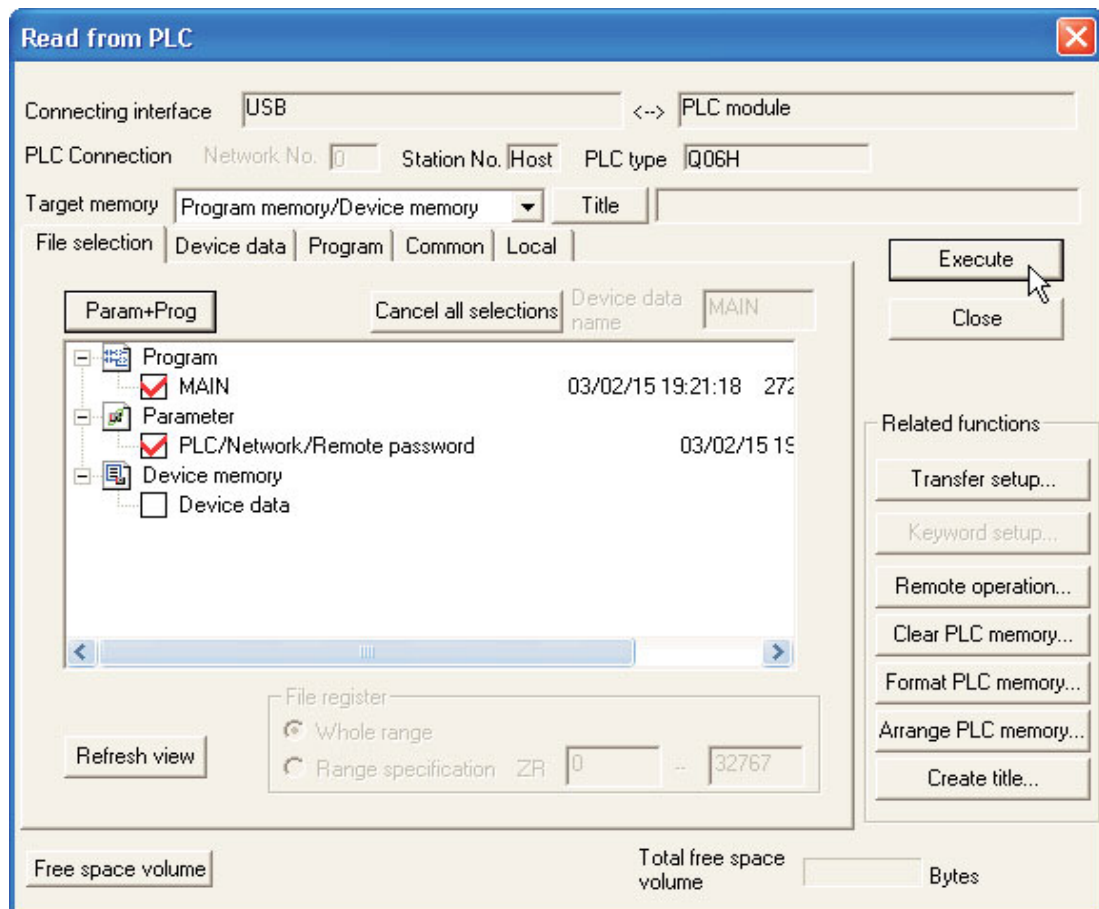 Read from PLC
Connecting interface USB <--> PLC module
PLC Connection Network No. 0 Station No. Host PLC type Q06H
Target memory Program memory/Device memory Title
File selection Device data Program Common Local
Execute
Close
Param+Prog Cancel all selections Device data name MAIN
Program
MAIN 03/02/15 19:21:18 272
Parameter
PLC/Network/Remote password 03/02/15 19
Device memory
Device data
Related functions
Transfer setup...
Keyword setup...
Remote operation...
Clear PLC memory...
Format PLC memory...
Arrange PLC memory...
Create title...
File register
Whole range
Range specification ZR 0 -- 32767
Refresh view
Free space volume
Total free space volume Bytes